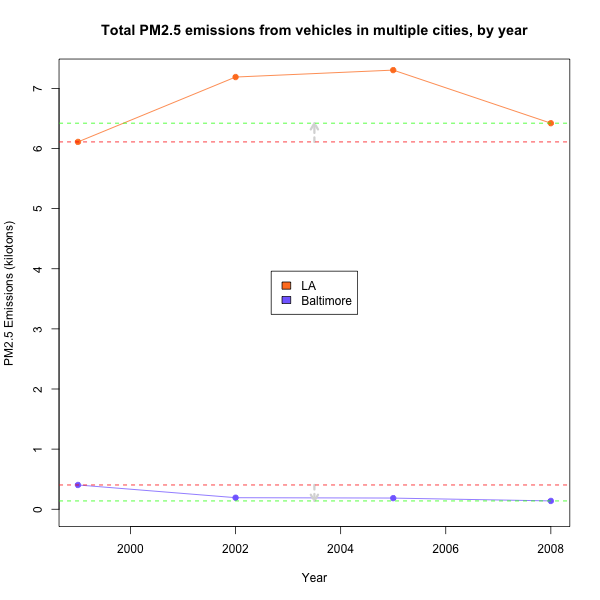 Total PM2.5 emissions from vehicles in multiple cities, by year
PM2.5 Emissions (kilotons)
7
6
5
4
3
2
1
0
LA
Baltimore
2000 2002 2004 2006 2008
Year